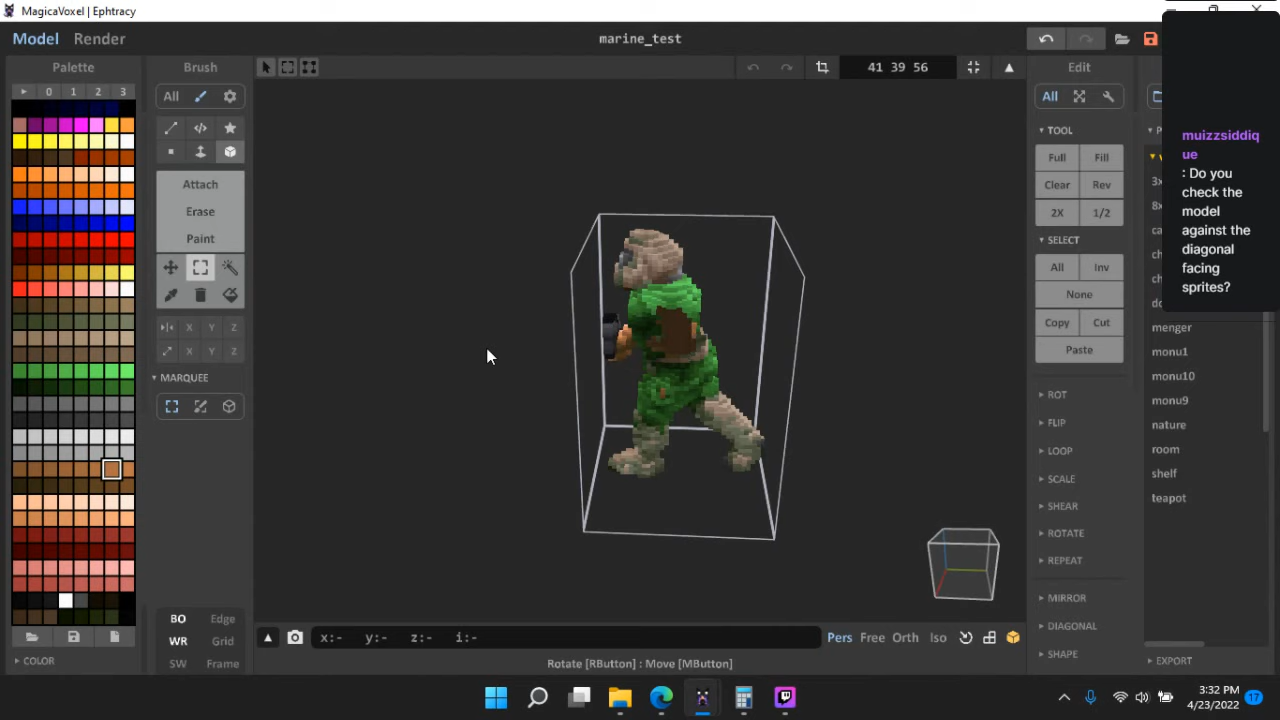 MagicaVoxel | Ephtracy
Model Render
marine_test
Palette
Brush
41 39 56
Edit
0 1 2 3
All
All
muizzsiddiq
ue
: Do you
check the
model
against the
diagonal
facing
sprites?
TOOL
Full Fill
Clear Rev
2X 1/2
SELECT
All Inv
None
Copy Cut
Paste
ROT
FLIP
LOOP
SCALE
SHEAR
ROTATE
REPEAT
MIRROR
DIAGONAL
SHAPE
Attach
Erase
Paint
X Y Z
X Y Z
MARQUEE
menger
monu1
monu10
monu9
nature
room
shelf
teapot
EXPORT
BO Edge
WR Grid
SW Frame
COLOR
x:- y:- z:- i:-
Pers Free Orth Iso
Rotate [RButton] : Move [MButton]
3:32 PM
4/23/2022
17